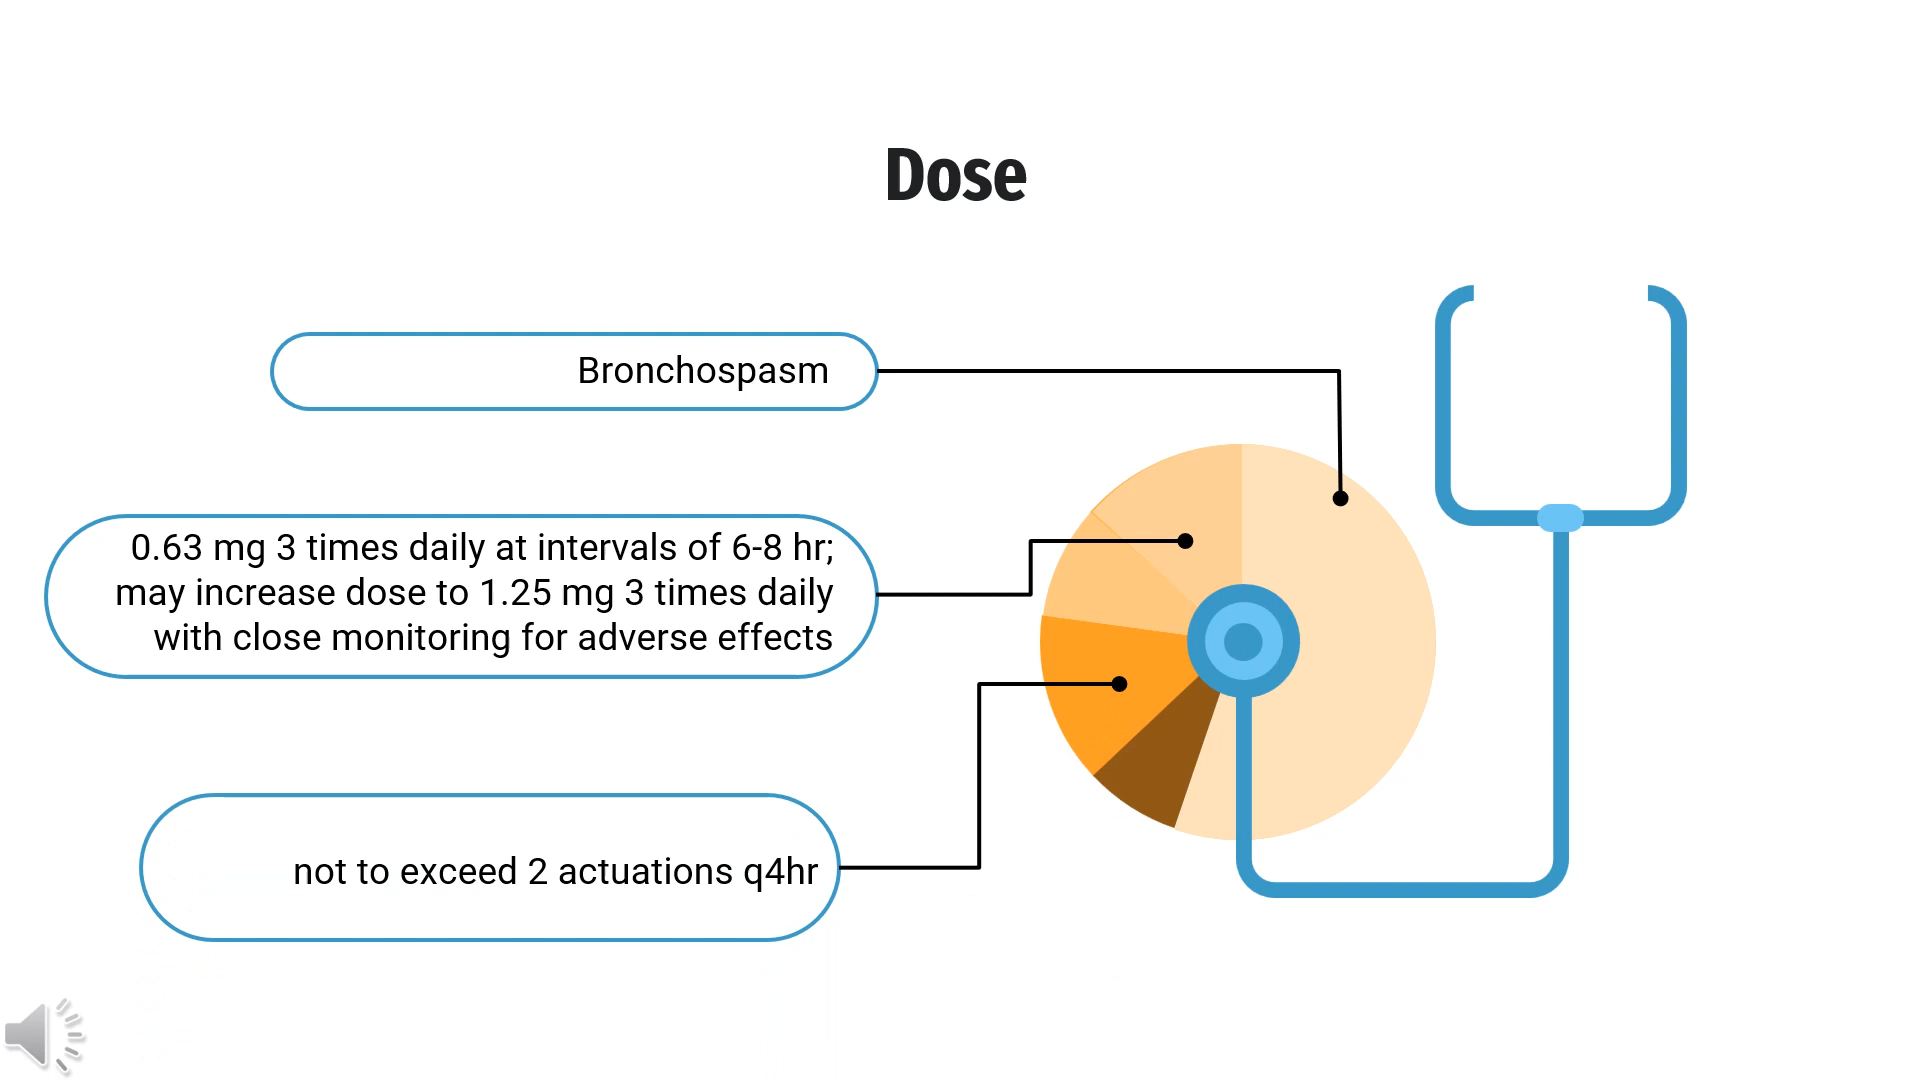 Dose
Bronchospasm
0.63 mg 3 times daily at intervals of 6-8 hr;
may increase dose to 1.25 mg 3 times daily
with close monitoring for adverse effects
not to exceed 2 actuations q4hr